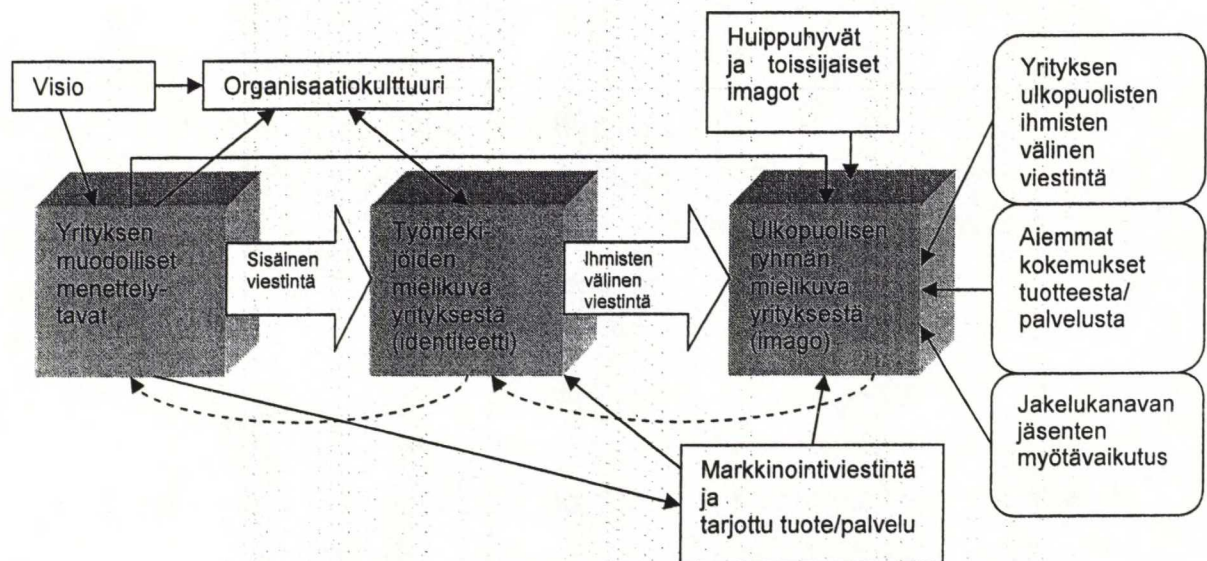 Visio
Organisaatiokulttuuri
Huippuhyvät
ja toissijaiset
imagot
Yrityksen
ulkopuolisten
ihmisten
välinen
viestintä
Yrityksen
muodolliset
menettely-
tavat
Sisäinen
viestintä
Työnteki-
jöiden
mielikuva
yrityksestä
(identiteetti)
Ihmisten
välinen
viestintä
Ulkopuolisen
ryhmän
mielikuva
yrityksestä
(imago)
Aiemmat
kokemukset
tuotteesta/
palvelusta
Jakelukanavan
jäsenten
myötävaikutus
Markkinointiviestintä
ja
tarjottu tuote/palvelu